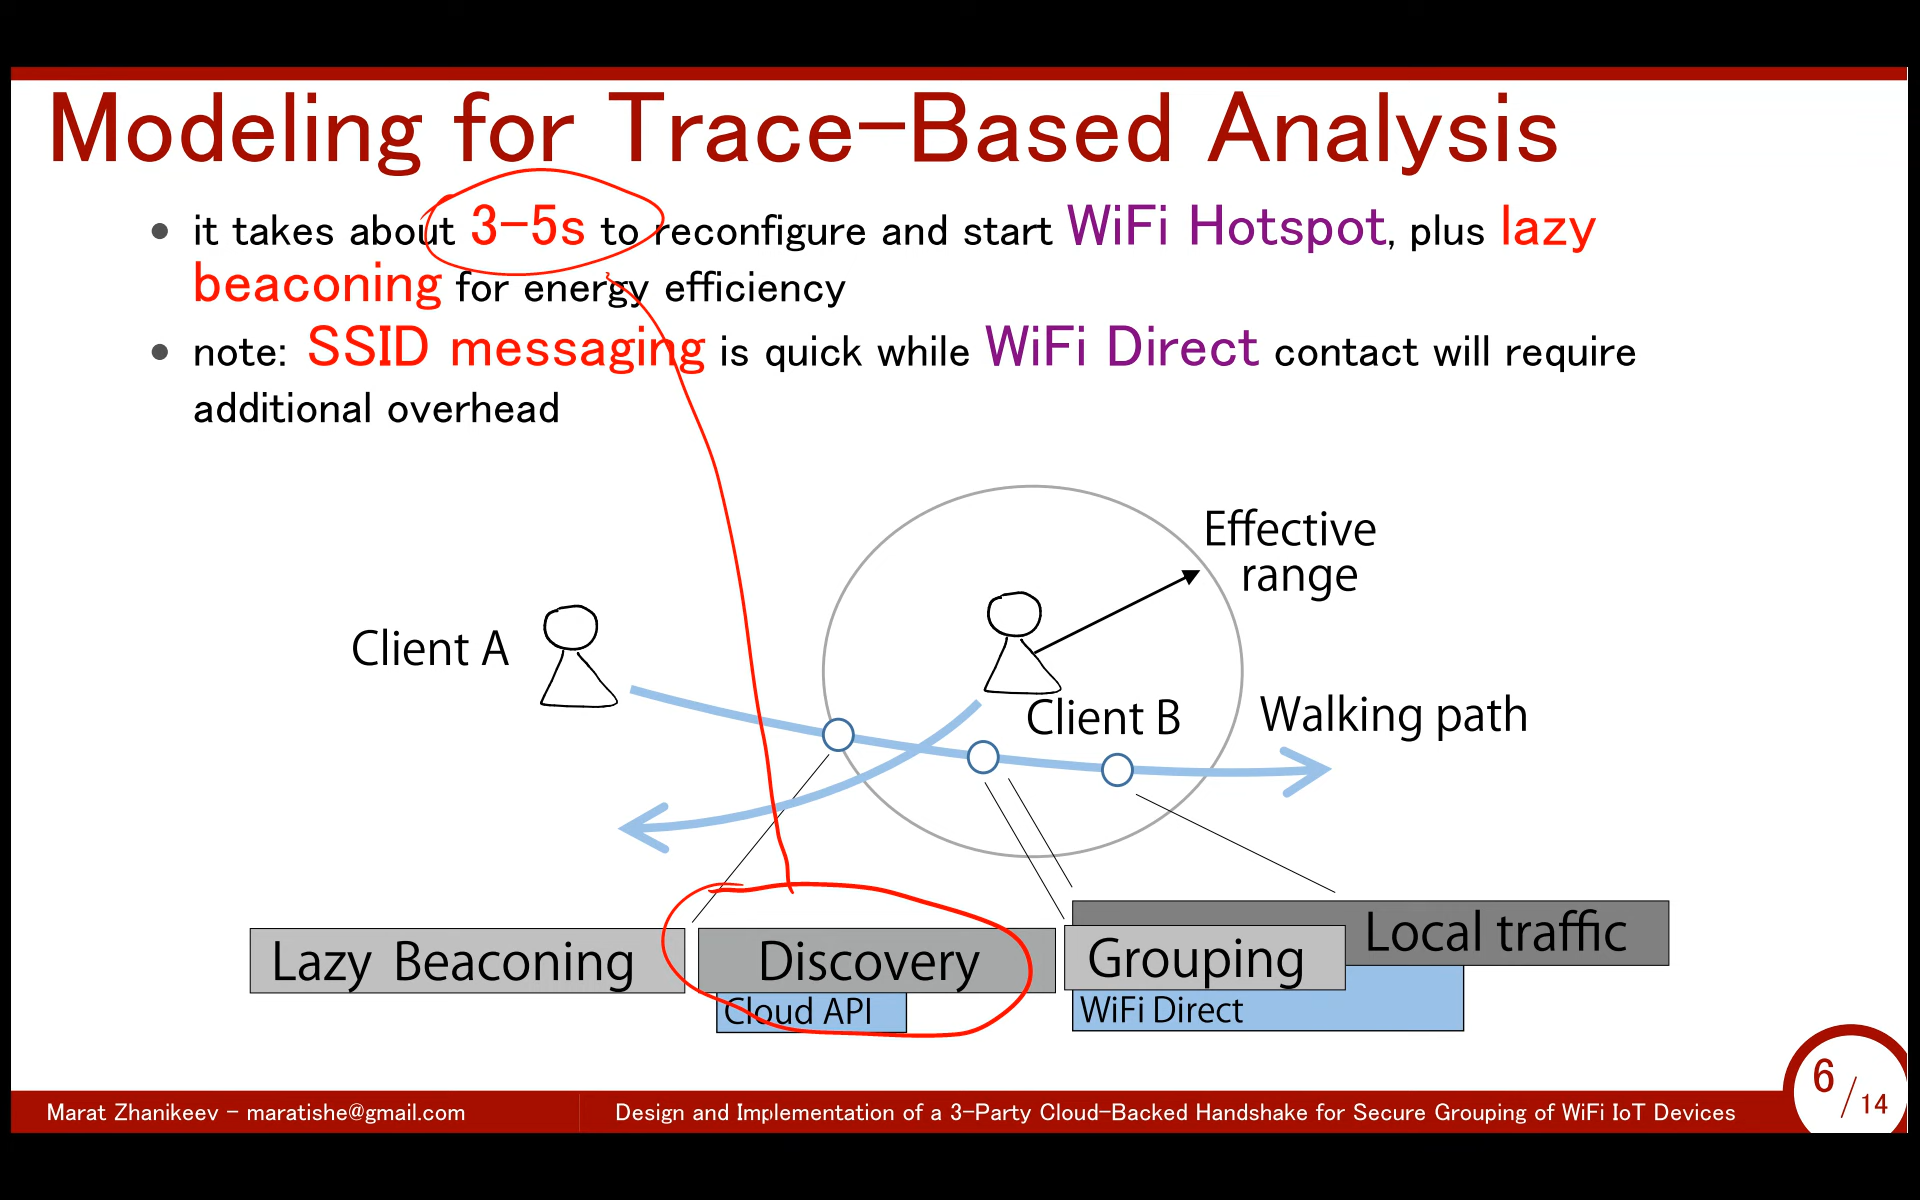 Modeling for Trace-Based Analysis
it takes about 3-5s to reconfigure and start WiFi Hotspot, plus lazy
beaconing for energy efficiency
note: SSID messaging is quick while WiFi Direct contact will require
additional overhead
Effective
range
Client A
Client B
Walking path
Lazy Beaconing
Discovery
Cloud API
Grouping
Local traffic
WiFi Direct
Marat Zhanikeev - maratishe@gmail.com
Design and Implementation of a 3-Party Cloud-Backed Handshake for Secure Grouping of WiFi IoT Devices
6/14